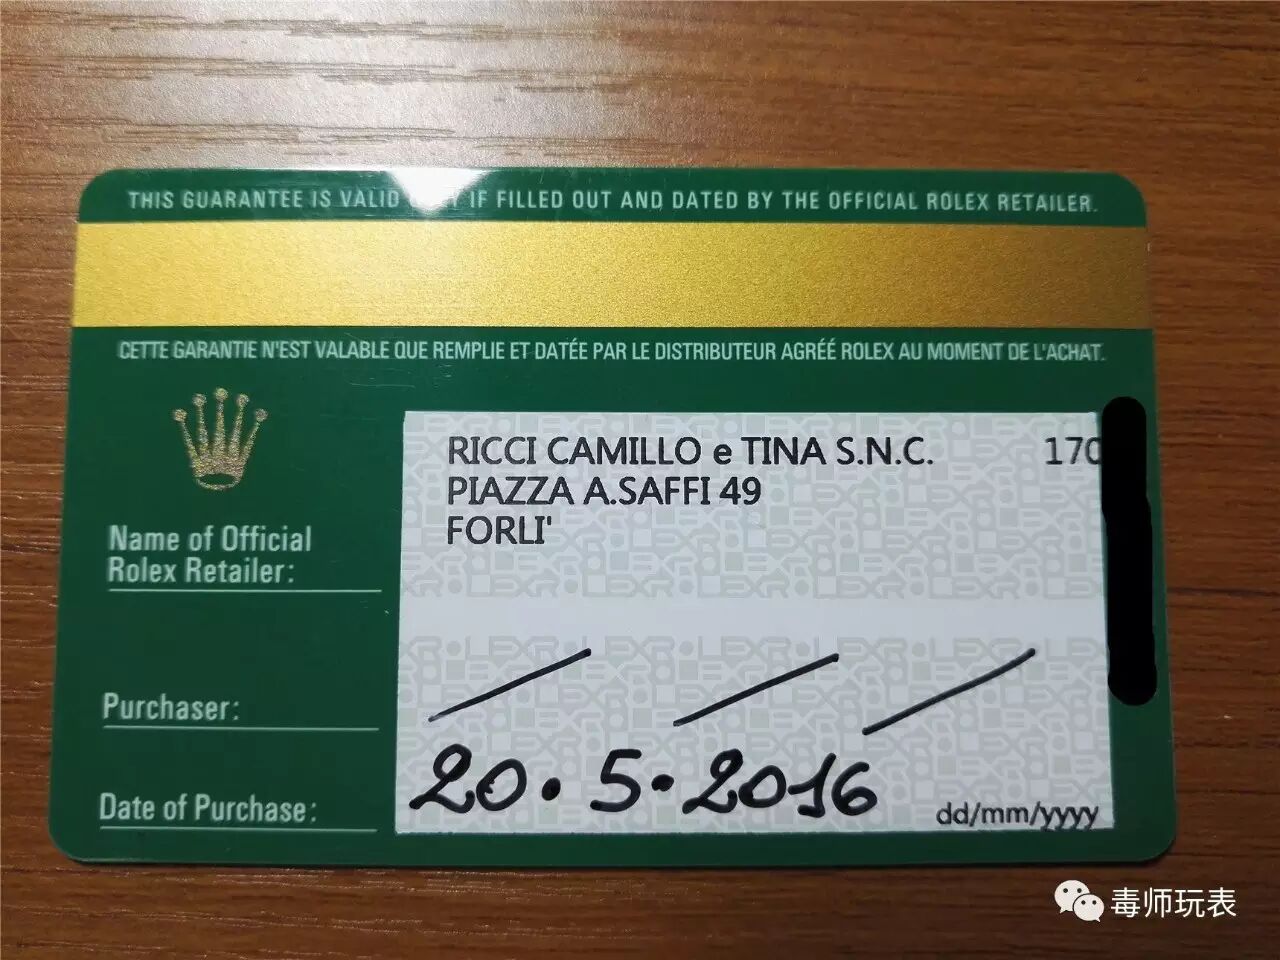 THIS GUARANTEE IS VALID IF FILLED OUT AND DATED BY THE OFFICIAL ROLEX RETAILER.
CETTE GARANTIE N'EST VALABLE QUE REMPLIE ET DATÉE PAR LE DISTRIBUTEUR AGRÉÉ ROLEX AU MOMENT DE L'ACHAT.
RICCI CAMILLO e TINA S.N.C. 170
PIAZZA A.SAFFI 49
FORLI'
Name of Official
Rolex Retailer:
Purchaser:
Date of Purchase:
20.5.2016
dd/mm/yyyy
毒师玩表